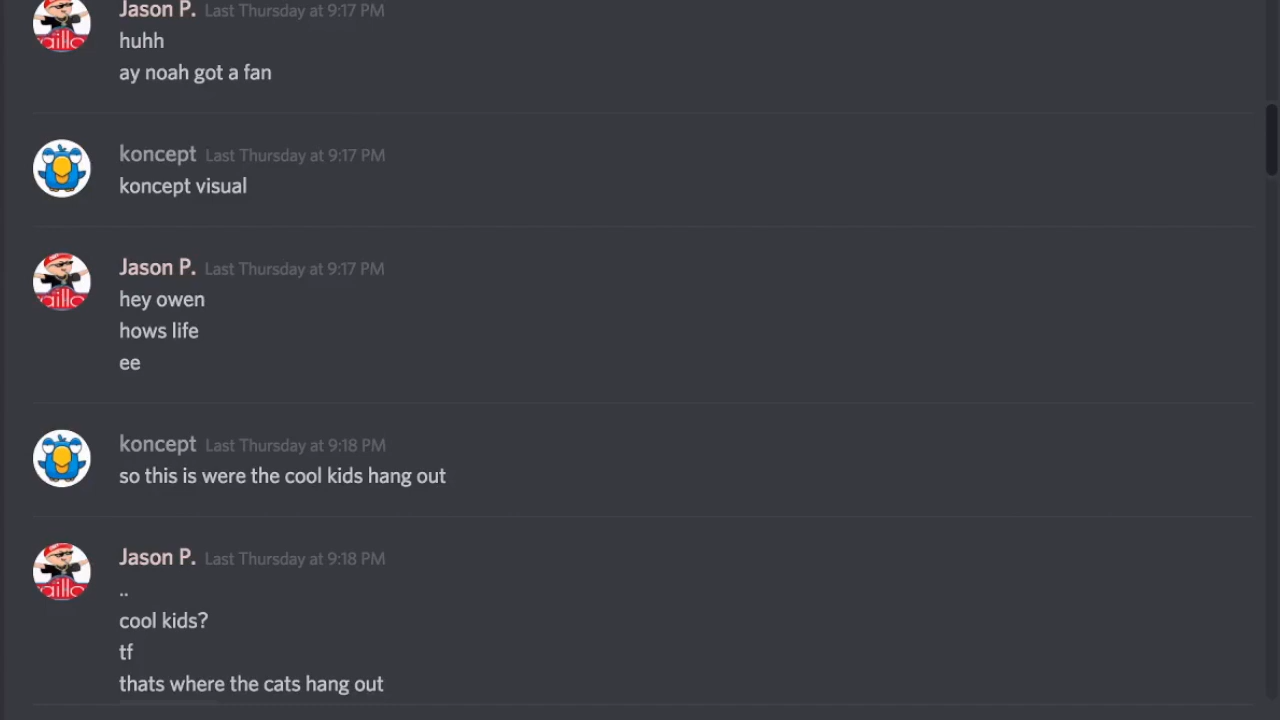 Jason P. Last Thursday at 9:17 PM
huhh
ay noah got a fan
koncept Last Thursday at 9:17 PM
koncept visual
Jason P. Last Thursday at 9:17 PM
hey owen
hows life
ee
koncept Last Thursday at 9:18 PM
so this is were the cool kids hang out
Jason P. Last Thursday at 9:18 PM
..
cool kids?
tf
thats where the cats hang out